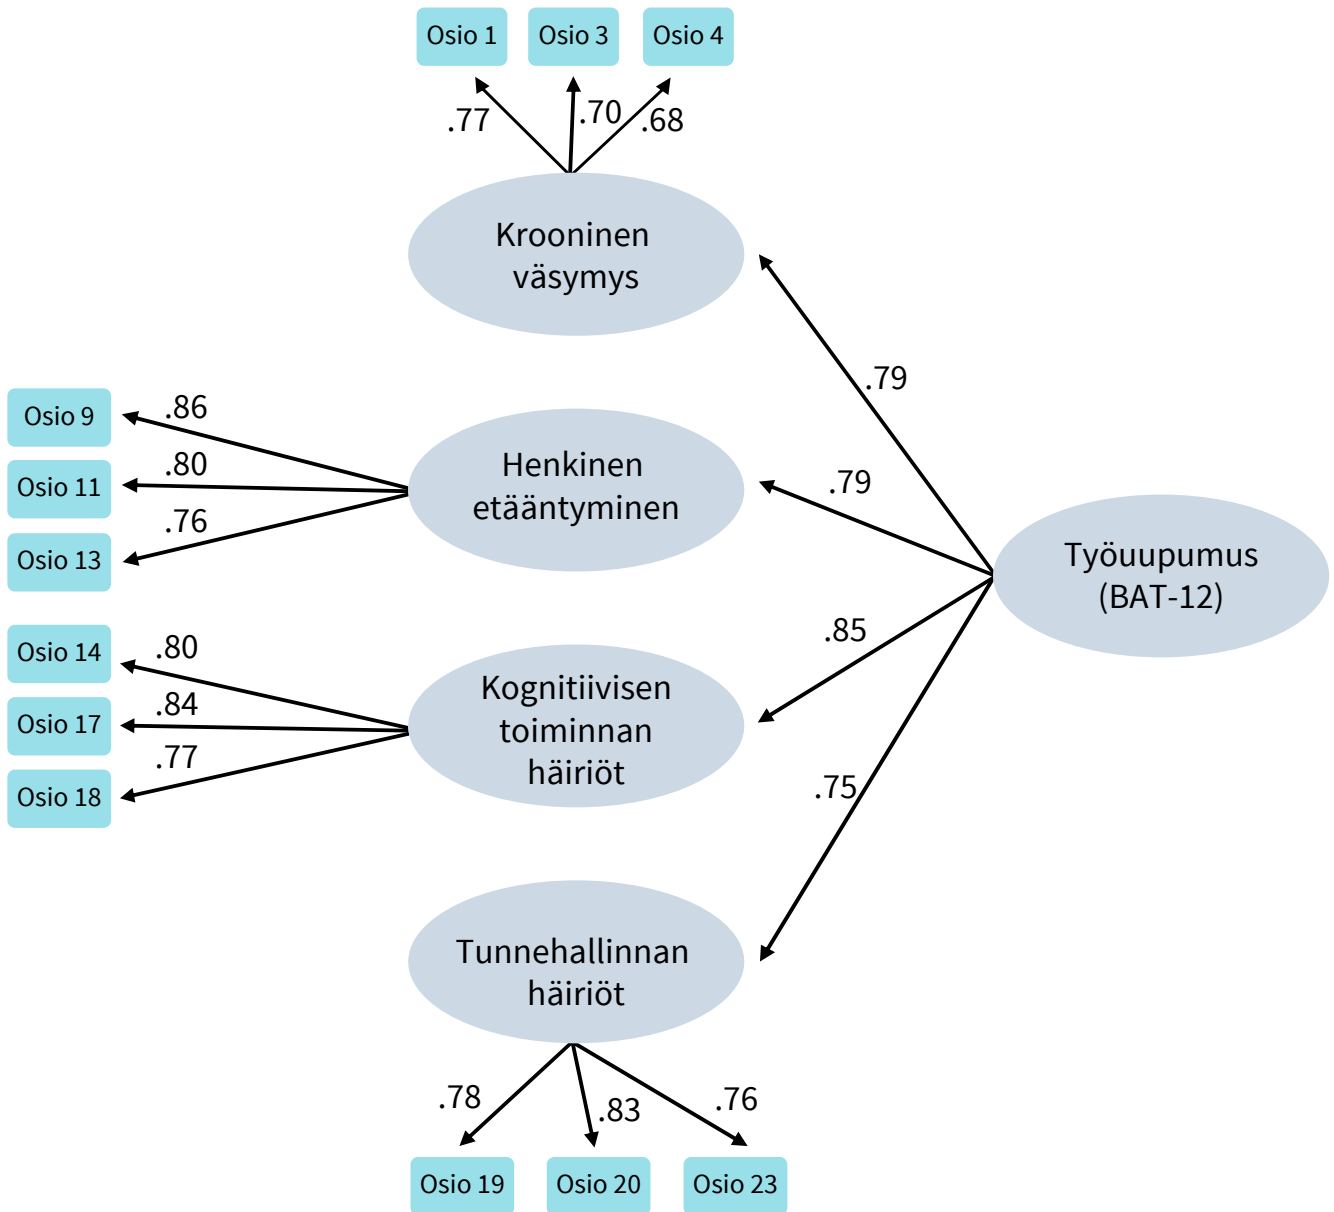 Osio 1
Osio 3
Osio 4
.77
.70
.68
Krooninen
väsymys
.79
Osio 9
.86
Osio 11
.80
Osio 13
.76
Henkinen
etääntyminen
.79
Työuupumus
(BAT-12)
Osio 14
.80
Osio 17
.84
Osio 18
.77
Kognitiivisen
toiminnan
häiriöt
.85
.75
Tunnehallinnan
häiriöt
.78
.83
.76
Osio 19
Osio 20
Osio 23